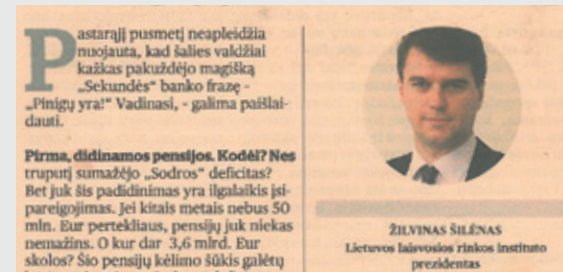 Pastarąjį pusmetį neapleidžia
nuojauta, kad šalies valdžiai
kažkas pakuždėjo magišką
„Sekundės“ banko frazę -
„Pinigų yra!“ Vadinasi, - galima paišlai-
dauti.
Pirma, didinamos pensijos. Kodėl? Nes
truputį sumažėjo „Sodros“ deficitas?
Bet juk šis padidinimas yra ilgalaikis įsi-
pareigojimas. Jei kitais metais nebus 50
mln. Eur pertekliaus, pensijų juk niekas
nemažins. O kur dar 3,6 mlrd. Eur
skolos? Šio pensijų kėlimo šūkis galėtų
ŽILVINAS ŠILĖNAS
Lietuvos laisvosios rinkos instituto
prezidentas